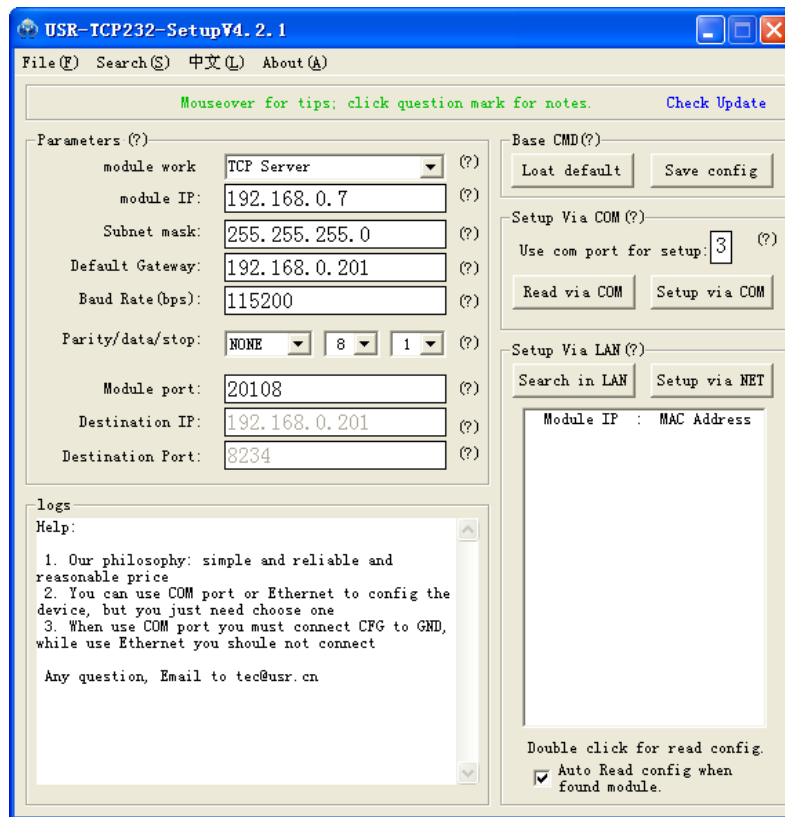 USR-TCP232-SetupV4.2.1
File(F) Search(S) 中文(L) About(A)
Mouseover for tips; click question mark for notes. Check Update
Parameters (?)
module work TCP Server (?)
module IP: 192.168.0.7 (?)
Subnet mask: 255.255.255.0 (?)
Default Gateway: 192.168.0.201 (?)
Baud Rate(bps): 115200 (?)
Parity/data/stop: NONE 8 1 (?)
Module port: 20108 (?)
Destination IP: 192.168.0.201 (?)
Destination Port: 8234 (?)
logs
Help:
1. Our philosophy: simple and reliable and
reasonable price
2. You can use COM port or Ethernet to config the
device, but you just need choose one
3. When use COM port you must connect CFG to GND,
while use Ethernet you shoule not connect
Any question, Email to tec@usr.cn
Base CMD(?)
Loat default Save config
Setup Via COM(?)
Use com port for setup: 3 (?)
Read via COM Setup via COM
Setup Via LAN(?)
Search in LAN Setup via NET
Module IP : MAC Address
Double click for read config.
Auto Read config when
found module.